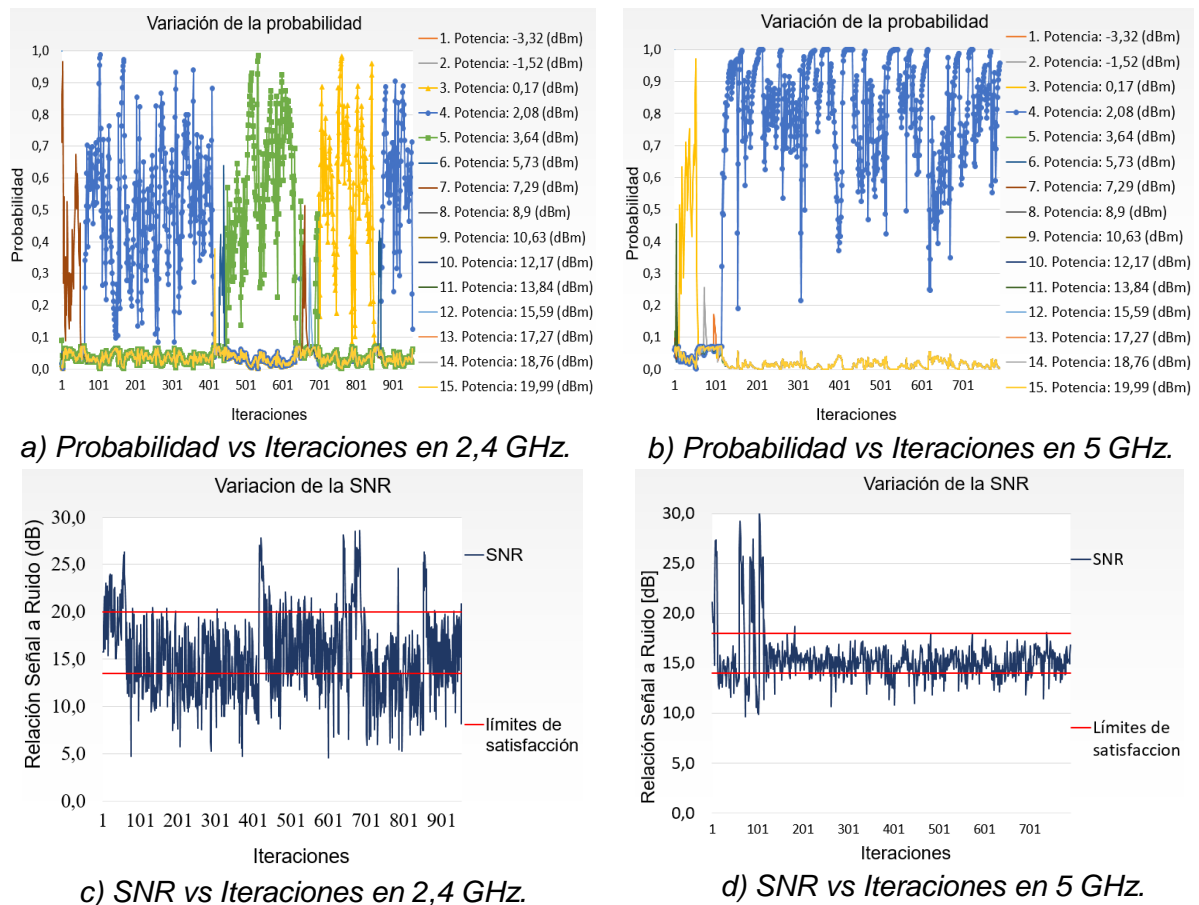 Variación de la probabilidad
1,0
0,9
0,8
0,7
0,6
0,5
0,4
0,3
0,2
0,1
0,0
Probabilidad
1 101 201 301 401 501 601 701 801 901
Iteraciones
1. Potencia: -3,32 (dBm)
2. Potencia: -1,52 (dBm)
3. Potencia: 0,17 (dBm)
4. Potencia: 2,08 (dBm)
5. Potencia: 3,64 (dBm)
6. Potencia: 5,73 (dBm)
7. Potencia: 7,29 (dBm)
8. Potencia: 8,9 (dBm)
9. Potencia: 10,63 (dBm)
10. Potencia: 12,17 (dBm)
11. Potencia: 13,84 (dBm)
12. Potencia: 15,59 (dBm)
13. Potencia: 17,27 (dBm)
14. Potencia: 18,76 (dBm)
15. Potencia: 19,99 (dBm)
a) Probabilidad vs Iteraciones en 2,4 GHz.
Variación de la probabilidad
1,0
0,9
0,8
0,7
0,6
0,5
0,4
0,3
0,2
0,1
0,0
Probabilidad
1 101 201 301 401 501 601 701
Iteraciones
1. Potencia: -3,32 (dBm)
2. Potencia: -1,52 (dBm)
3. Potencia: 0,17 (dBm)
4. Potencia: 2,08 (dBm)
5. Potencia: 3,64 (dBm)
6. Potencia: 5,73 (dBm)
7. Potencia: 7,29 (dBm)
8. Potencia: 8,9 (dBm)
9. Potencia: 10,63 (dBm)
10. Potencia: 12,17 (dBm)
11. Potencia: 13,84 (dBm)
12. Potencia: 15,59 (dBm)
13. Potencia: 17,27 (dBm)
14. Potencia: 18,76 (dBm)
15. Potencia: 19,99 (dBm)
b) Probabilidad vs Iteraciones en 5 GHz.
Variacion de la SNR
30,0
25,0
20,0
15,0
10,0
5,0
0,0
Relación Señal a Ruido (dB)
1 101 201 301 401 501 601 701 801 901
Iteraciones
SNR
límites de
satisfacción
c) SNR vs Iteraciones en 2,4 GHz.
Variación de la SNR
30,0
25,0
20,0
15,0
10,0
5,0
0,0
Relación Señal a Ruido [dB]
1 101 201 301 401 501 601 701
Iteraciones
SNR
Límites de
satisfaccion
d) SNR vs Iteraciones en 5 GHz.